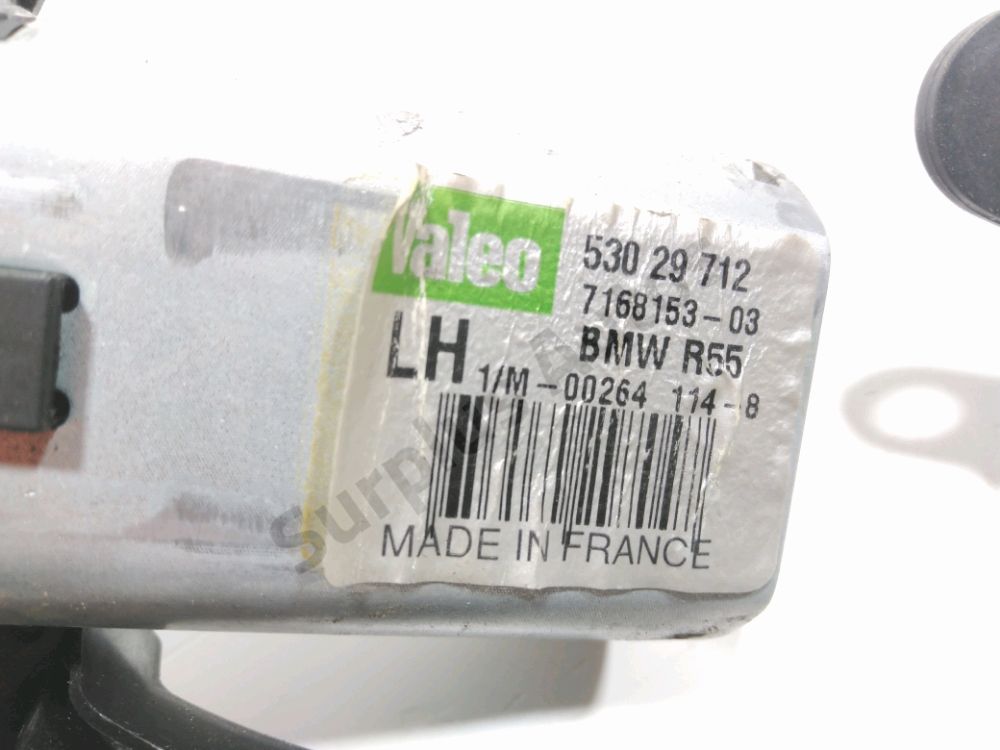 Valeo
530 29 712
7168153-03
LH
BMW R55
1/M-00264 114-8
MADE IN FRANCE